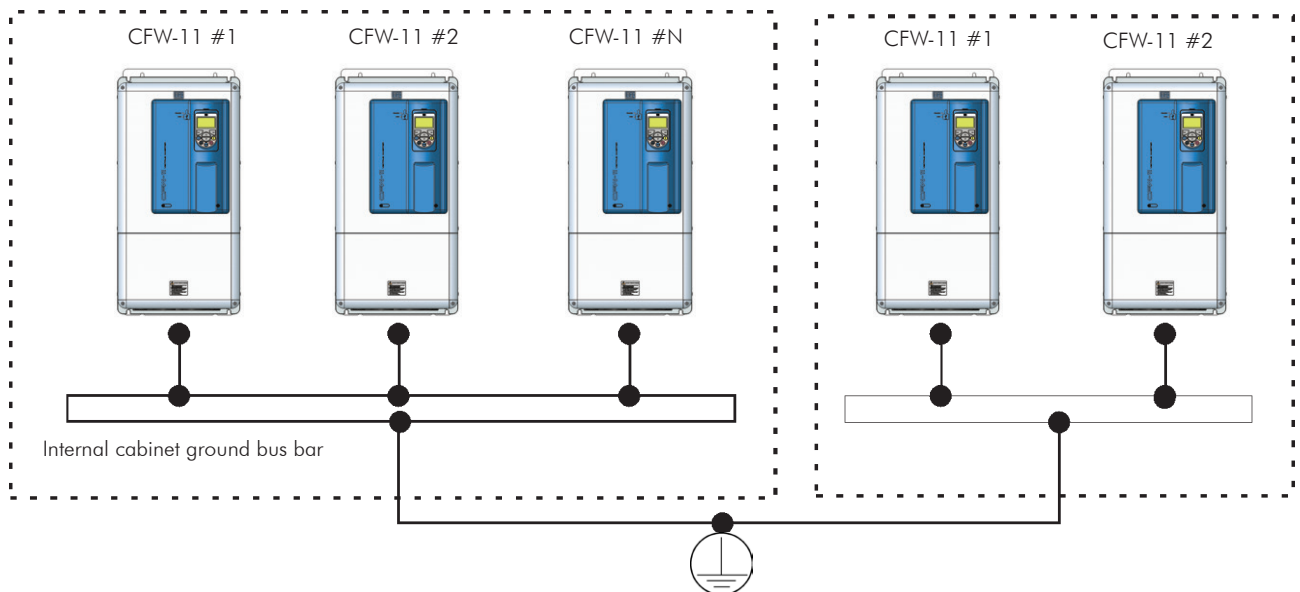 CFW-11 #1
CFW-11 #2
CFW-11 #N
CFW-11 #1
CFW-11 #2
Internal cabinet ground bus bar